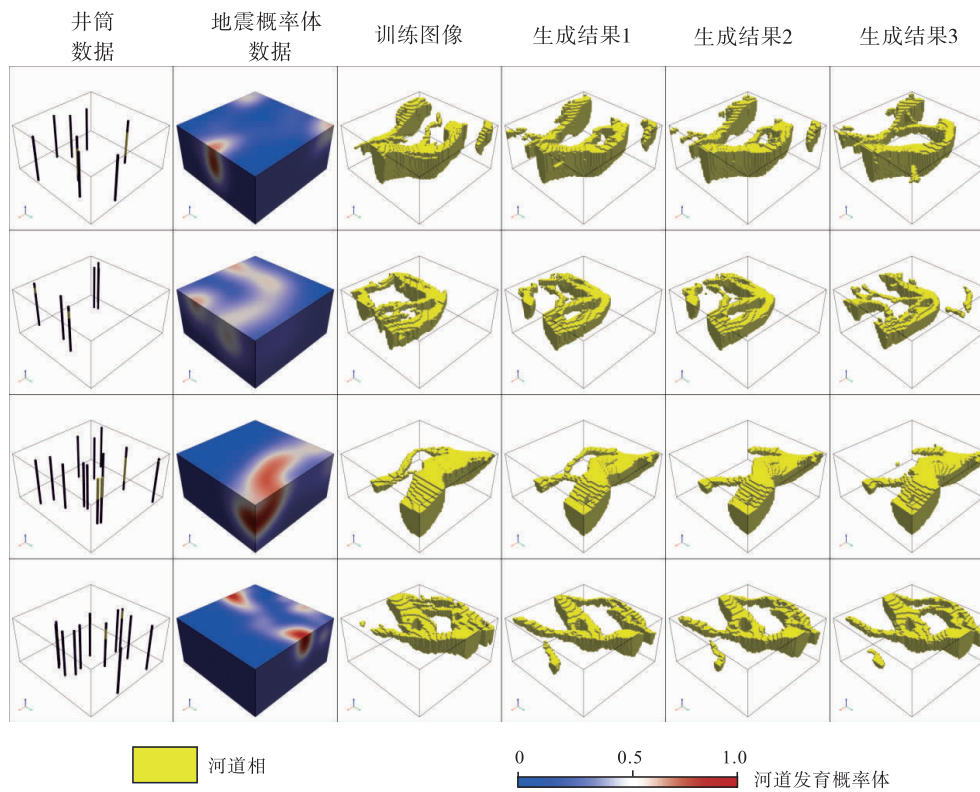 井筒
数据
地震概率体
数据
训练图像
生成结果1
生成结果2
生成结果3
河道相
0
0.5
1.0
河道发育概率体